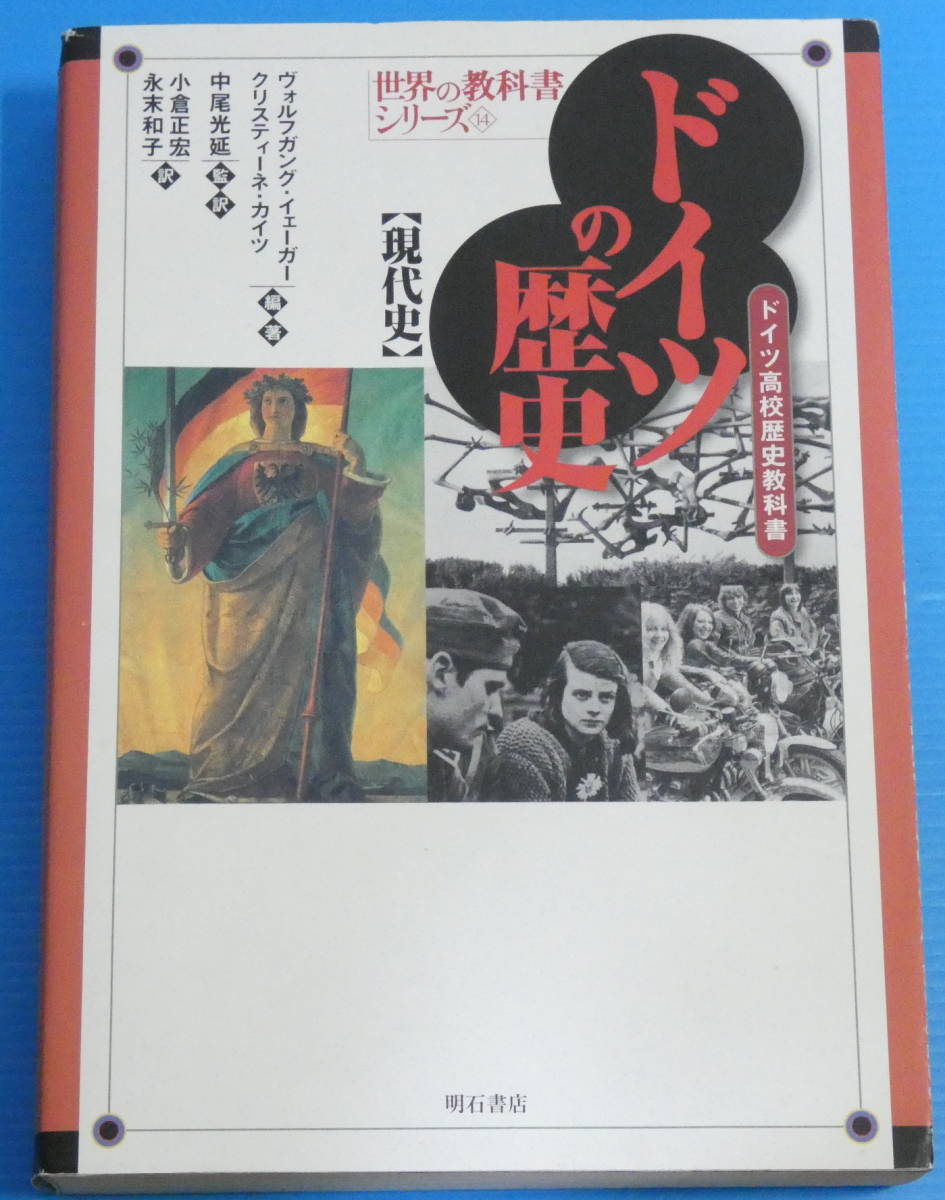 世界の教科書
シリーズ14
ドイツ
の
歴史
ドイツ高校歴史教科書
【現代史】
ヴォルフガング・イェーガー
クリスティーネ・カイツ
編・著
中尾光延
監・訳
小倉正宏
永末和子
訳
明石書店